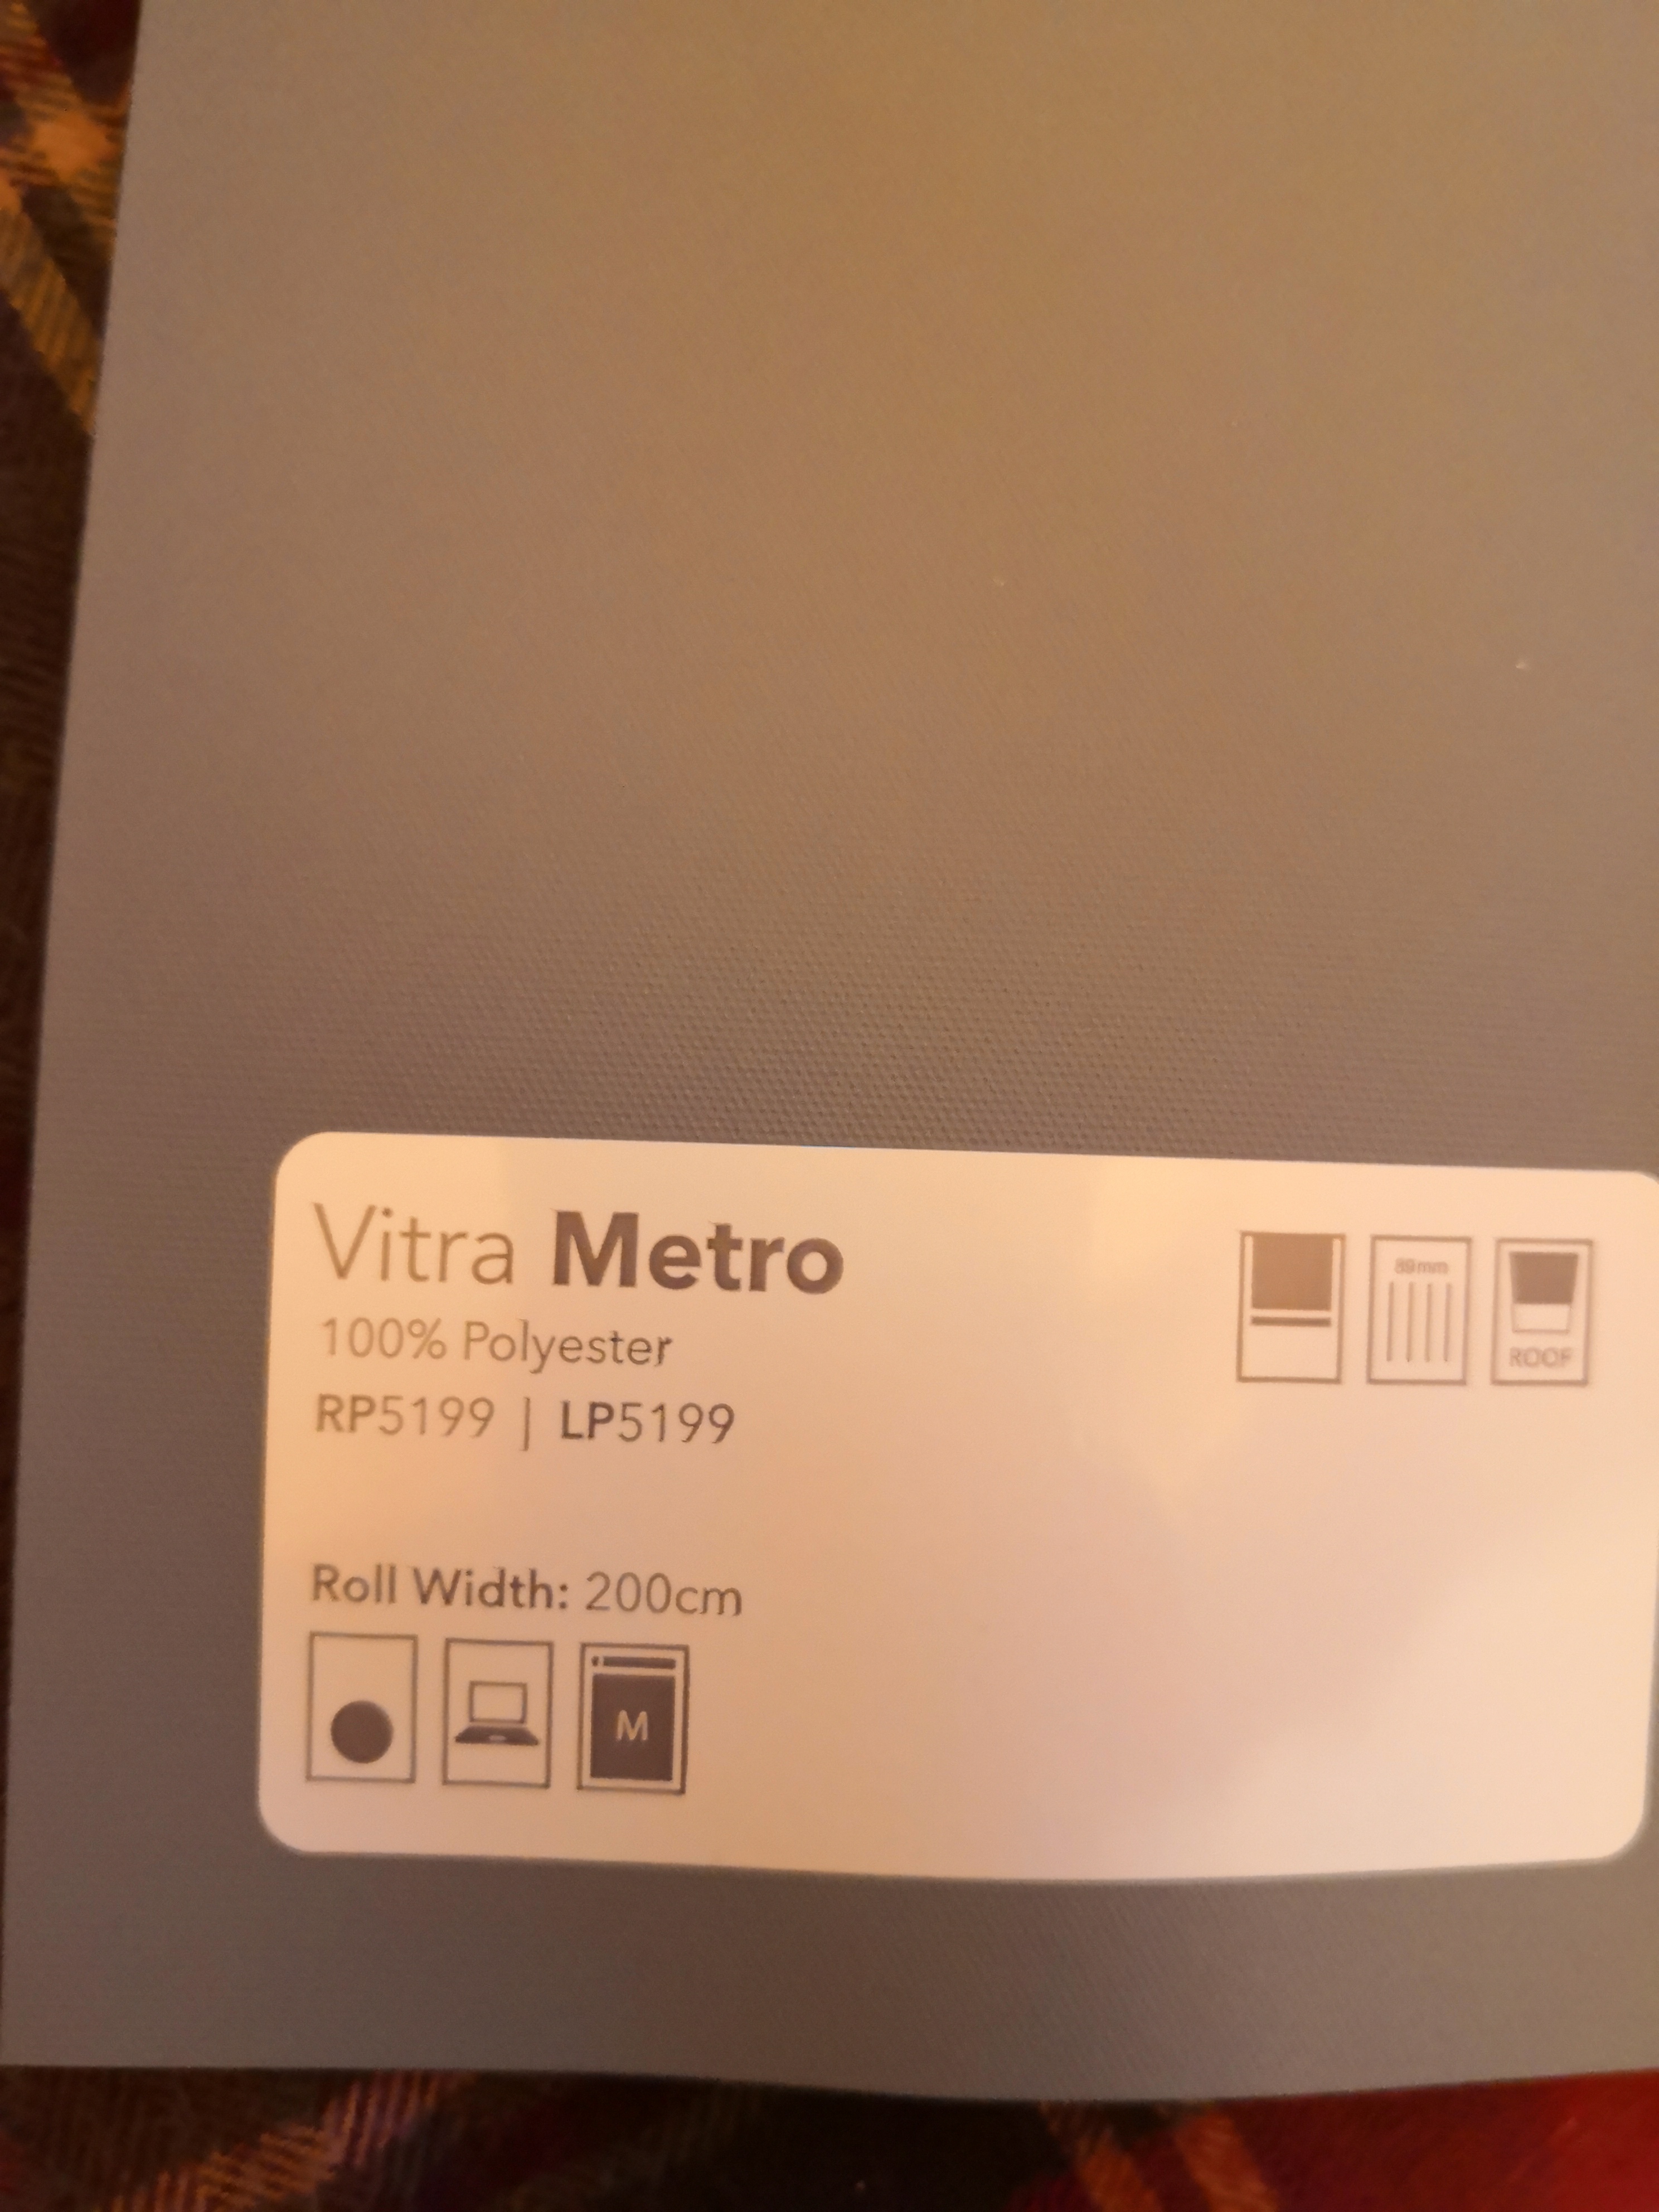 Vitra Metro
100% Polyester
RP5199 | LP5199
89mm
ROOF
Roll Width: 200cm
M